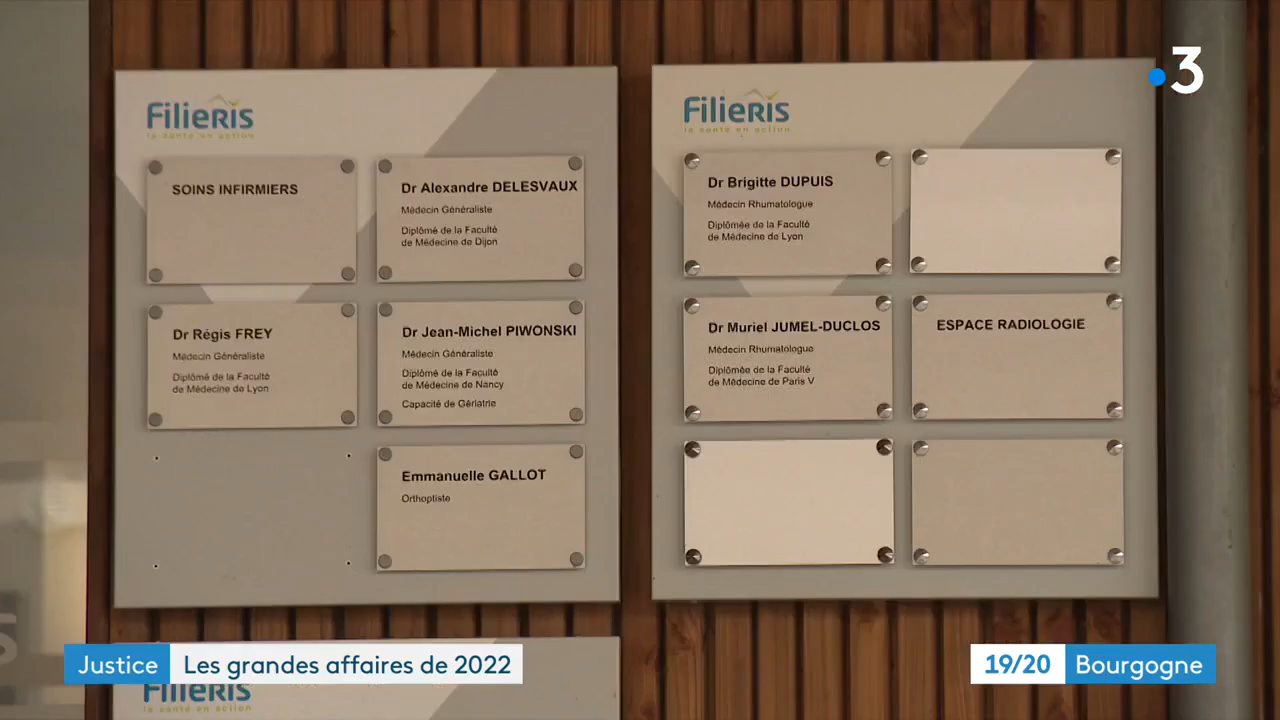 3
Filieris
la santé en action
SOINS INFIRMIERS
Dr Alexandre DELESVAUX
Médecin Généraliste
Diplômé de la Faculté
de Médecine de Dijon
Dr Régis FREY
Médecin Généraliste
Diplômé de la Faculté
de Médecine de Lyon
Dr Jean-Michel PIWONSKI
Médecin Généraliste
Diplômé de la Faculté
de Médecine de Nancy
Capacité de Gériatrie
Emmanuelle GALLOT
Orthoptiste
Filieris
la santé en action
Dr Brigitte DUPUIS
Médecin Rhumatologue
Diplômée de la Faculté
de Médecine de Lyon
Dr Muriel JUMEL-DUCLOS
Médecin Rhumatologue
Diplômée de la Faculté
de Médecine de Paris V
ESPACE RADIOLOGIE
Filieris
la santé en action
Justice Les grandes affaires de 2022
19/20 Bourgogne